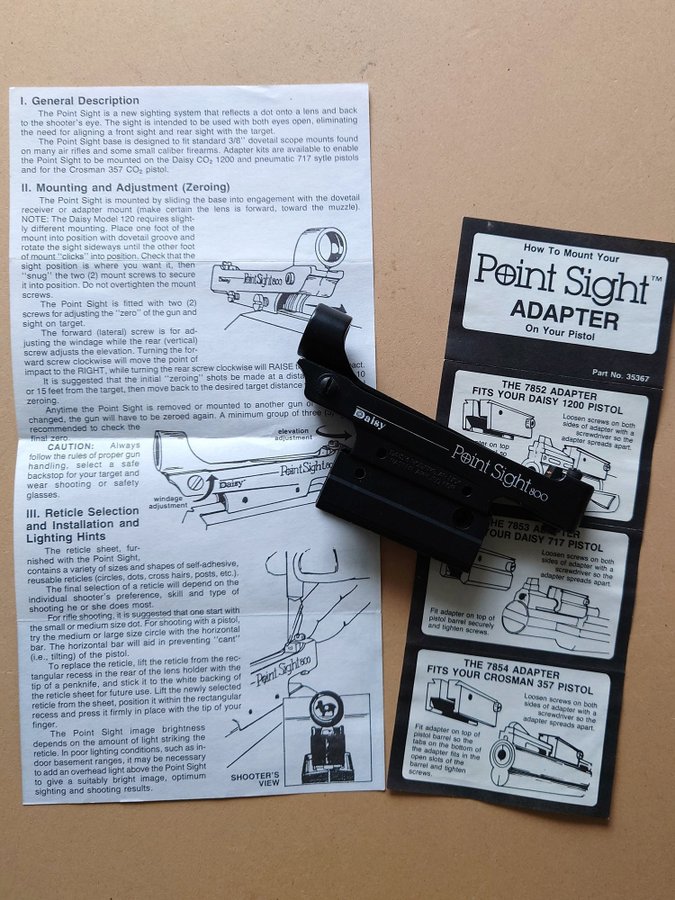 I. General Description
The Point Sight is a new sighting system that reflects a dot onto a lens and back
to the shooter's eye. The sight is intended to be used with both eyes open, eliminating
the need for aligning a front sight and rear sight with the target.
The Point Sight base is designed to fit standard 3/8" dovetail scope mounts found
on many air rifles and some small caliber firearms. Adapter kits are available to enable
the Point Sight to be mounted on the Daisy CO₂ 1200 and pneumatic 717 sytle pistols
and for the Crosman 357 CO₂ pistol.
II. Mounting and Adjustment (Zeroing)
The Point Sight is mounted by sliding the base into engagement with the dovetail
receiver or adapter mount (make certain the lens is forward, toward the muzzle).
NOTE: The Daisy Model 120 requires slight-
ly different mounting. Place one foot of the
mount into position with dovetail groove and
rotate the sight sideways until the other foot
of mount "clicks" into position. Check that the
sight position is where you want it, then
"snug" the two (2) mount screws to secure
it into position. Do not overtighten the mount
screws.
The Point Sight is fitted with two (2)
screws for adjusting the "zero" of the gun and
sight on target.
The forward (lateral) screw is for ad-
justing the windage while the rear (vertical)
screw adjusts the elevation. Turning the for-
ward screw clockwise will move the point of
impact to the RIGHT, while turning the rear screw clockwise will RAISE
It is suggested that the initial "zeroing" shots be made at a 10
or 15 feet from the target, then move back to the desired target distance
zeroing.
Anytime the Point Sight is removed or mounted to another gun
changed, the gun will have to be zeroed again. A minimum group of three
recommended to check the
final zero.
CAUTION: Always
follow the rules of proper gun
handling, select a safe
backstop for your target and
wear shooting or safety
glasses.
Daisy Point Sight 800
elevation
adjustment
Daisy Point Sight
windage
adjustment
III. Reticle Selection
and Installation and
Lighting Hints
The reticle sheet, fur-
nished with the Point Sight,
contains a variety of sizes and shapes of self-adhesive,
reusable reticles (circles, dots, cross hairs, posts, etc.).
The final selection of a reticle will depend on the
individual shooter's preference, skill and type of
shooting he or she does most.
For rifle shooting, it is suggested that one start with
the small or medium size dot. For shooting with a pistol,
try the medium or large size circle with the horizontal
bar. The horizontal bar will aid in preventing "cant"
(i.e., tilting) of the pistol.
To replace the reticle, lift the reticle from the rec-
tangular recess in the rear of the lens holder with the
tip of a penknife, and stick it to the white backing of
the reticle sheet for future use. Lift the newly selected
reticle from the sheet, position it within the rectangular
recess and press it firmly in place with the tip of your
finger.
The Point Sight image brightness
depends on the amount of light striking the
reticle. In poor lighting conditions, such as in-
door basement ranges, it may be necessary
to add an overhead light above the Point Sight
to give a suitably bright image, optimum
sighting and shooting results.
Point Sight 800
SHOOTER'S
VIEW
Daisy
Point Sight 800
How To Mount Your
Point Sight™
ADAPTER
On Your Pistol
Part No. 35367
THE 7852 ADAPTER
FITS YOUR DAISY 1200 PISTOL
Loosen screws on both
sides of adapter with a
screwdriver so the
adapter spreads apart.
THE 7853
YOUR DAISY 717 PISTOL
Loosen screws on both
sides of adapter with a
screwdriver so the
adapter spreads apart.
Fit adapter on top of
pistol barrel securely
and tighten screws.
THE 7854 ADAPTER
FITS YOUR CROSMAN 357 PISTOL
Loosen screws on both
sides of adapter with a
screwdriver so the
adapter spreads apart.
Fit adapter on top of
pistol barrel so the
tabs on the bottom of
the adapter fits in the
open slots of the
barrel and tighten
screws.